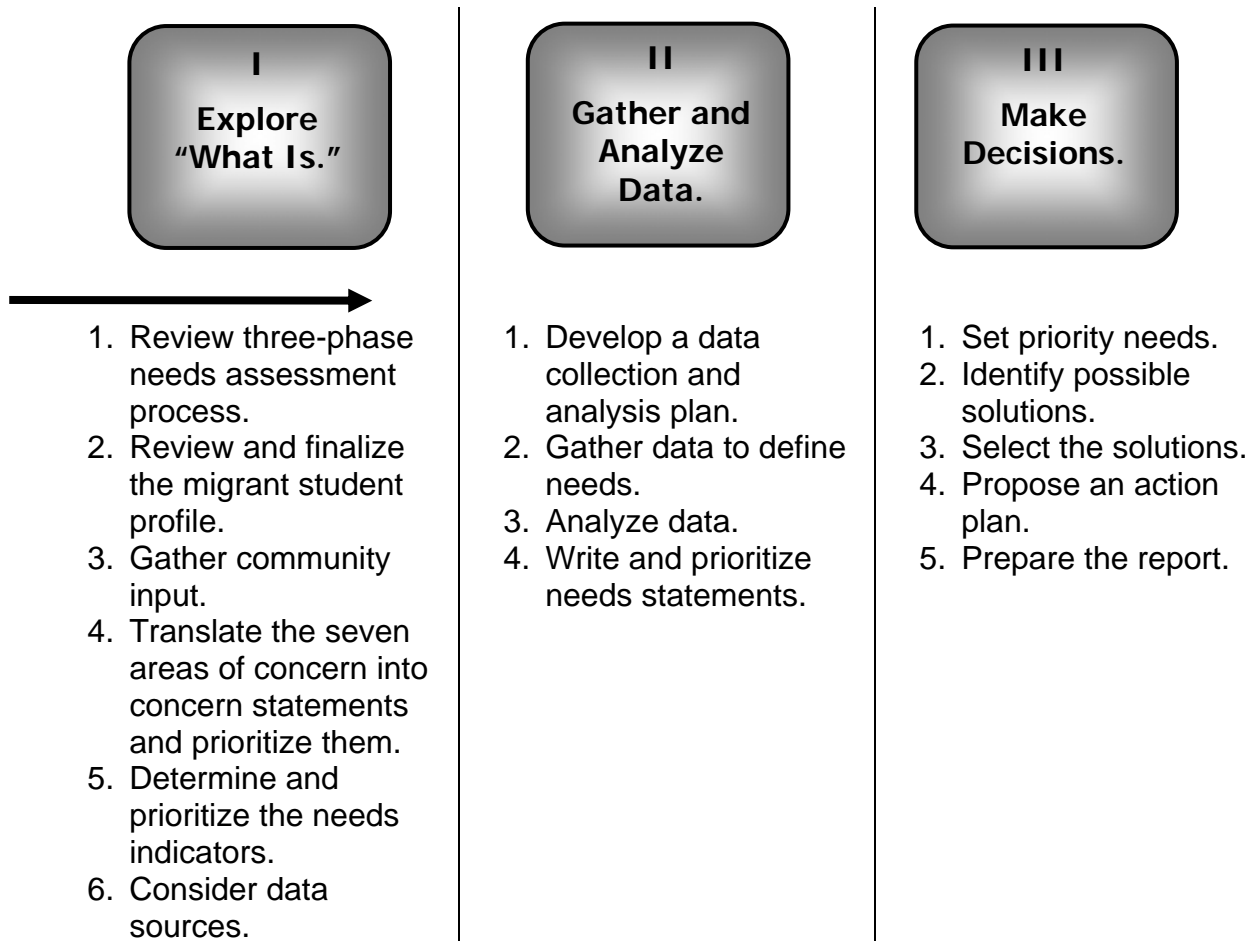 I
Explore
“What Is.”
1. Review three-phase
needs assessment
process.
2. Review and finalize
the migrant student
profile.
3. Gather community
input.
4. Translate the seven
areas of concern into
concern statements
and prioritize them.
5. Determine and
prioritize the needs
indicators.
6. Consider data
sources.
II
Gather and
Analyze
Data.
1. Develop a data
collection and
analysis plan.
2. Gather data to define
needs.
3. Analyze data.
4. Write and prioritize
needs statements.
III
Make
Decisions.
1. Set priority needs.
2. Identify possible
solutions.
3. Select the solutions.
4. Propose an action
plan.
5. Prepare the report.